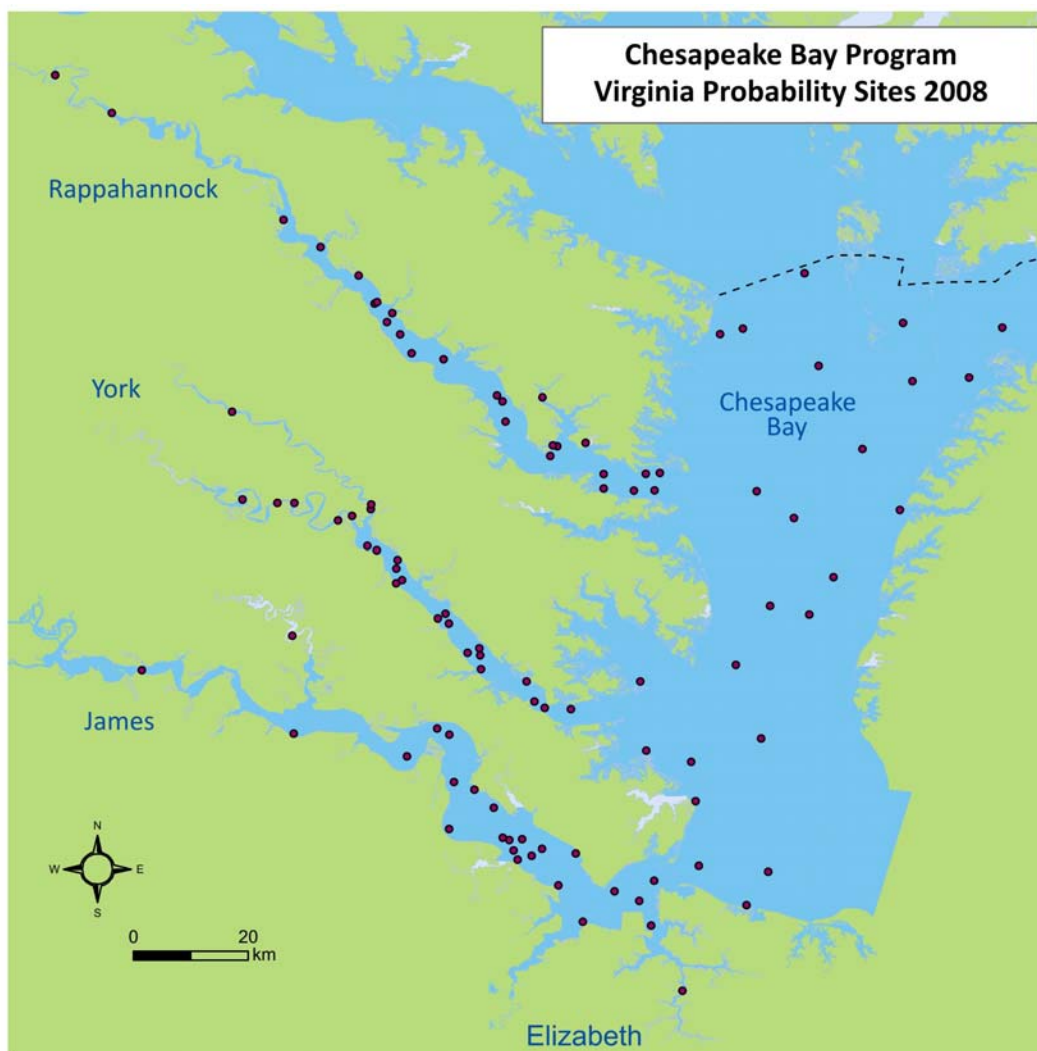 Chesapeake Bay Program
Virginia Probability Sites 2008
Rappahannock
York
Chesapeake
Bay
James
N
W E
S
0 20
km
Elizabeth